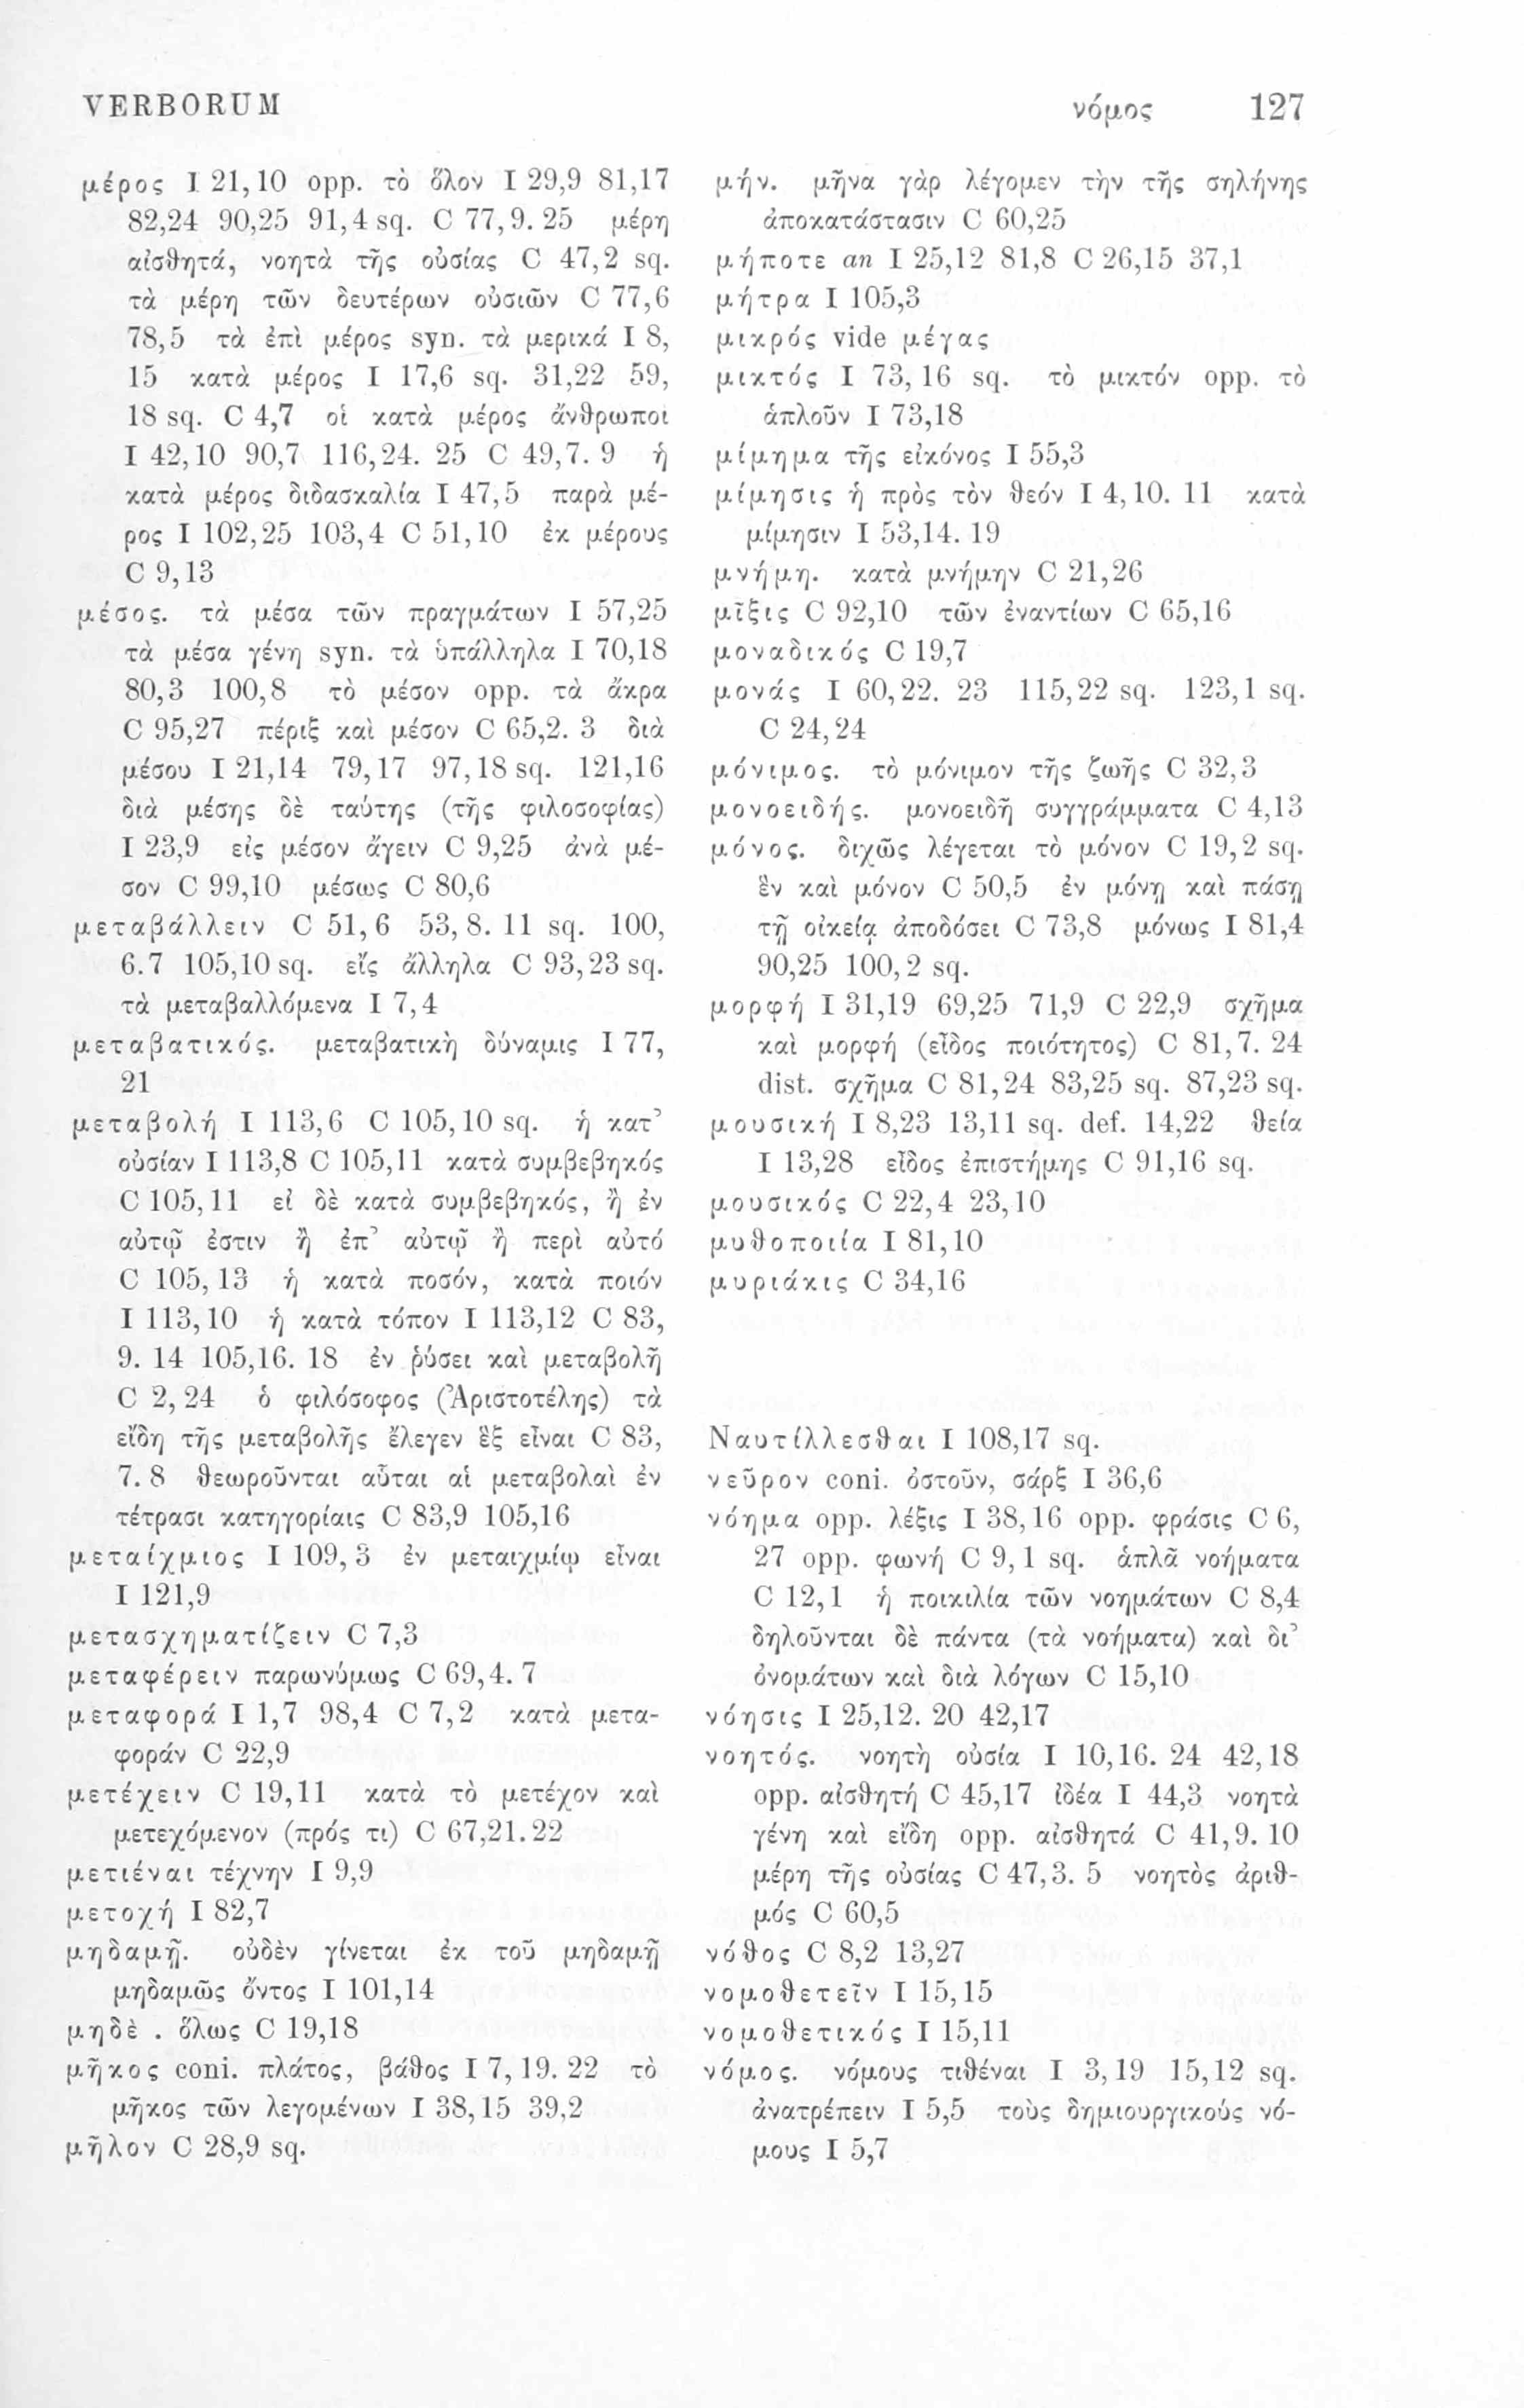 VERBORUM νόμος 127
μέρος I 21,10 opp. τὸ ὅλον I 29,9 81,17
82,24 90,25 91,4 sq. C 77,9. 25 μέρη
αἰσθητά, νοητὰ τῆς οὐσίας C 47,2 sq.
τὰ μέρη τῶν δευτέρων οὐσιῶν C 77,6
78,5 τὰ ἐπὶ μέρος syn. τὰ μερικά I 8,
15 κατὰ μέρος I 17,6 sq. 31,22 59,
18 sq. C 4,7 οἱ κατὰ μέρος ἄνθρωποι
I 42,10 90,7 116,24. 25 C 49,7. 9 ἡ
κατὰ μέρος διδασκαλία I 47,5 παρὰ μέ-
ρος I 102,25 103,4 C 51,10 ἐκ μέρους
C 9,13
μέσος. τὰ μέσα τῶν πραγμάτων I 57,25
τὰ μέσα γένη syn. τὰ ὑπάλληλα I 70,18
80,3 100,8 τὸ μέσον opp. τὰ ἄκρα
C 95,27 πέριξ καὶ μέσον C 65,2. 3 διὰ
μέσου I 21,14 79,17 97,18 sq. 121,16
διὰ μέσης δὲ ταύτης (τῆς φιλοσοφίας)
I 23,9 εἰς μέσον ἄγειν C 9,25 ἀνὰ μέ-
σον C 99,10 μέσως C 80,6
μεταβάλλειν C 51,6 53,8. 11 sq. 100,
6.7 105,10 sq. εἴς ἄλληλα C 93,23 sq.
τὰ μεταβαλλόμενα I 7,4
μεταβατικός. μεταβατικὴ δύναμις I 77,
21
μεταβολή I 113,6 C 105,10 sq. ἡ κατ᾽
οὐσίαν I 113,8 C 105,11 κατὰ συμβεβηκός
C 105,11 εἰ δὲ κατὰ συμβεβηκός, ἢ ἐν
αὐτῷ ἐστιν ἢ ἐπ᾽ αὐτῷ ἢ περὶ αὐτό
C 105,13 ἡ κατὰ ποσόν, κατὰ ποιόν
I 113,10 ἡ κατὰ τόπον I 113,12 C 83,
9. 14 105,16. 18 ἐν ῥύσει καὶ μεταβολῇ
C 2,24 ὁ φιλόσοφος (Ἀριστοτέλης) τὰ
εἴδη τῆς μεταβολῆς ἔλεγεν ἓξ εἶναι C 83,
7. 8 θεωροῦνται αὗται αἱ μεταβολαὶ ἐν
τέτρασι κατηγορίαις C 83,9 105,16
μεταίχμιος I 109,3 ἐν μεταιχμίῳ εἶναι
I 121,9
μετασχηματίζειν C 7,3
μεταφέρειν παρωνύμως C 69,4. 7
μεταφορά I 1,7 98,4 C 7,2 κατὰ μετα-
φοράν C 22,9
μετέχειν C 19,11 κατὰ τὸ μετέχον καὶ
μετεχόμενον (πρός τι) C 67,21. 22
μετιέναι τέχνην I 9,9
μετοχή I 82,7
μηδαμῇ. οὐδὲν γίνεται ἐκ τοῦ μηδαμῇ
μηδαμῶς ὄντος I 101,14
μηδὲ . ὅλως C 19,18
μῆκος coni. πλάτος, βάθος I 7,19. 22 τὸ
μῆκος τῶν λεγομένων I 38,15 39,2
μῆλον C 28,9 sq.
μήν. μῆνα γὰρ λέγομεν τὴν τῆς σηλήνης
ἀποκατάστασιν C 60,25
μήποτε an I 25,12 81,8 C 26,15 37,1
μήτρα I 105,3
μικρός vide μέγας
μικτός I 73,16 sq. τὸ μικτόν opp. τὸ
ἁπλοῦν I 73,18
μίμημα τῆς εἰκόνος I 55,3
μίμησις ἡ πρὸς τὸν θεόν I 4,10. 11 κατὰ
μίμησιν I 53,14. 19
μνήμη. κατὰ μνήμην C 21,26
μῖξις C 92,10 τῶν ἐναντίων C 65,16
μοναδικός C 19,7
μονάς I 60,22. 23 115,22 sq. 123,1 sq.
C 24,24
μόνιμος. τὸ μόνιμον τῆς ζωῆς C 32,3
μονοειδής. μονοειδῆ συγγράμματα C 4,13
μόνος. διχῶς λέγεται τὸ μόνον C 19,2 sq.
ἓν καὶ μόνον C 50,5 ἐν μόνῃ καὶ πάσῃ
τῇ οἰκείᾳ ἀποδόσει C 73,8 μόνως I 81,4
90,25 100,2 sq.
μορφή I 31,19 69,25 71,9 C 22,9 σχῆμα
καὶ μορφή (εἶδος ποιότητος) C 81,7. 24
dist. σχῆμα C 81,24 83,25 sq. 87,23 sq.
μουσική I 8,23 13,11 sq. def. 14,22 θεία
I 13,28 εἶδος ἐπιστήμης C 91,16 sq.
μουσικός C 22,4 23,10
μυθοποιία I 81,10
μυριάκις C 34,16
Ναυτίλλεσθαι I 108,17 sq.
νεῦρον coni. ὀστοῦν, σάρξ I 36,6
νόημα opp. λέξις I 38,16 opp. φράσις C 6,
27 opp. φωνή C 9,1 sq. ἁπλᾶ νοήματα
C 12,1 ἡ ποικιλία τῶν νοημάτων C 8,4
δηλοῦνται δὲ πάντα (τὰ νοήματα) καὶ δι᾽
ὀνομάτων καὶ διὰ λόγων C 15,10
νόησις I 25,12. 20 42,17
νοητός. νοητὴ οὐσία I 10,16. 24 42,18
opp. αἰσθητή C 45,17 ἰδέα I 44,3 νοητὰ
γένη καὶ εἴδη opp. αἰσθητά C 41,9. 10
μέρη τῆς οὐσίας C 47,3. 5 νοητὸς ἀριθ-
μός C 60,5
νόθος C 8,2 13,27
νομοθετεῖν I 15,15
νομοθετικός I 15,11
νόμος. νόμους τιθέναι I 3,19 15,12 sq.
ἀνατρέπειν I 5,5 τοὺς δημιουργικούς νό-
μους I 5,7